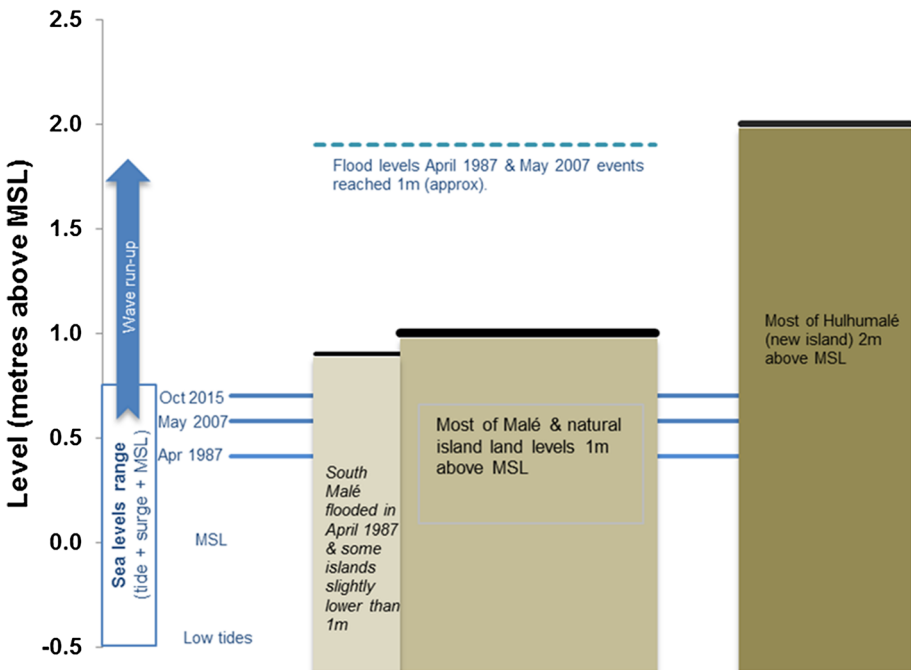 2.5
2.0
1.5
1.0
0.5
0.0
-0.5
Level (metres above MSL)
Wave run-up
Sea levels range
(tide + surge + MSL)
Oct 2015
May 2007
Apr 1987
MSL
Low tides
Flood levels April 1987 & May 2007 events
reached 1m (approx).
South
Malé
flooded in
April 1987
& some
islands
slightly
lower than
1m
Most of Malé & natural
island land levels 1m
above MSL
Most of Hulhumalé
(new island) 2m
above MSL